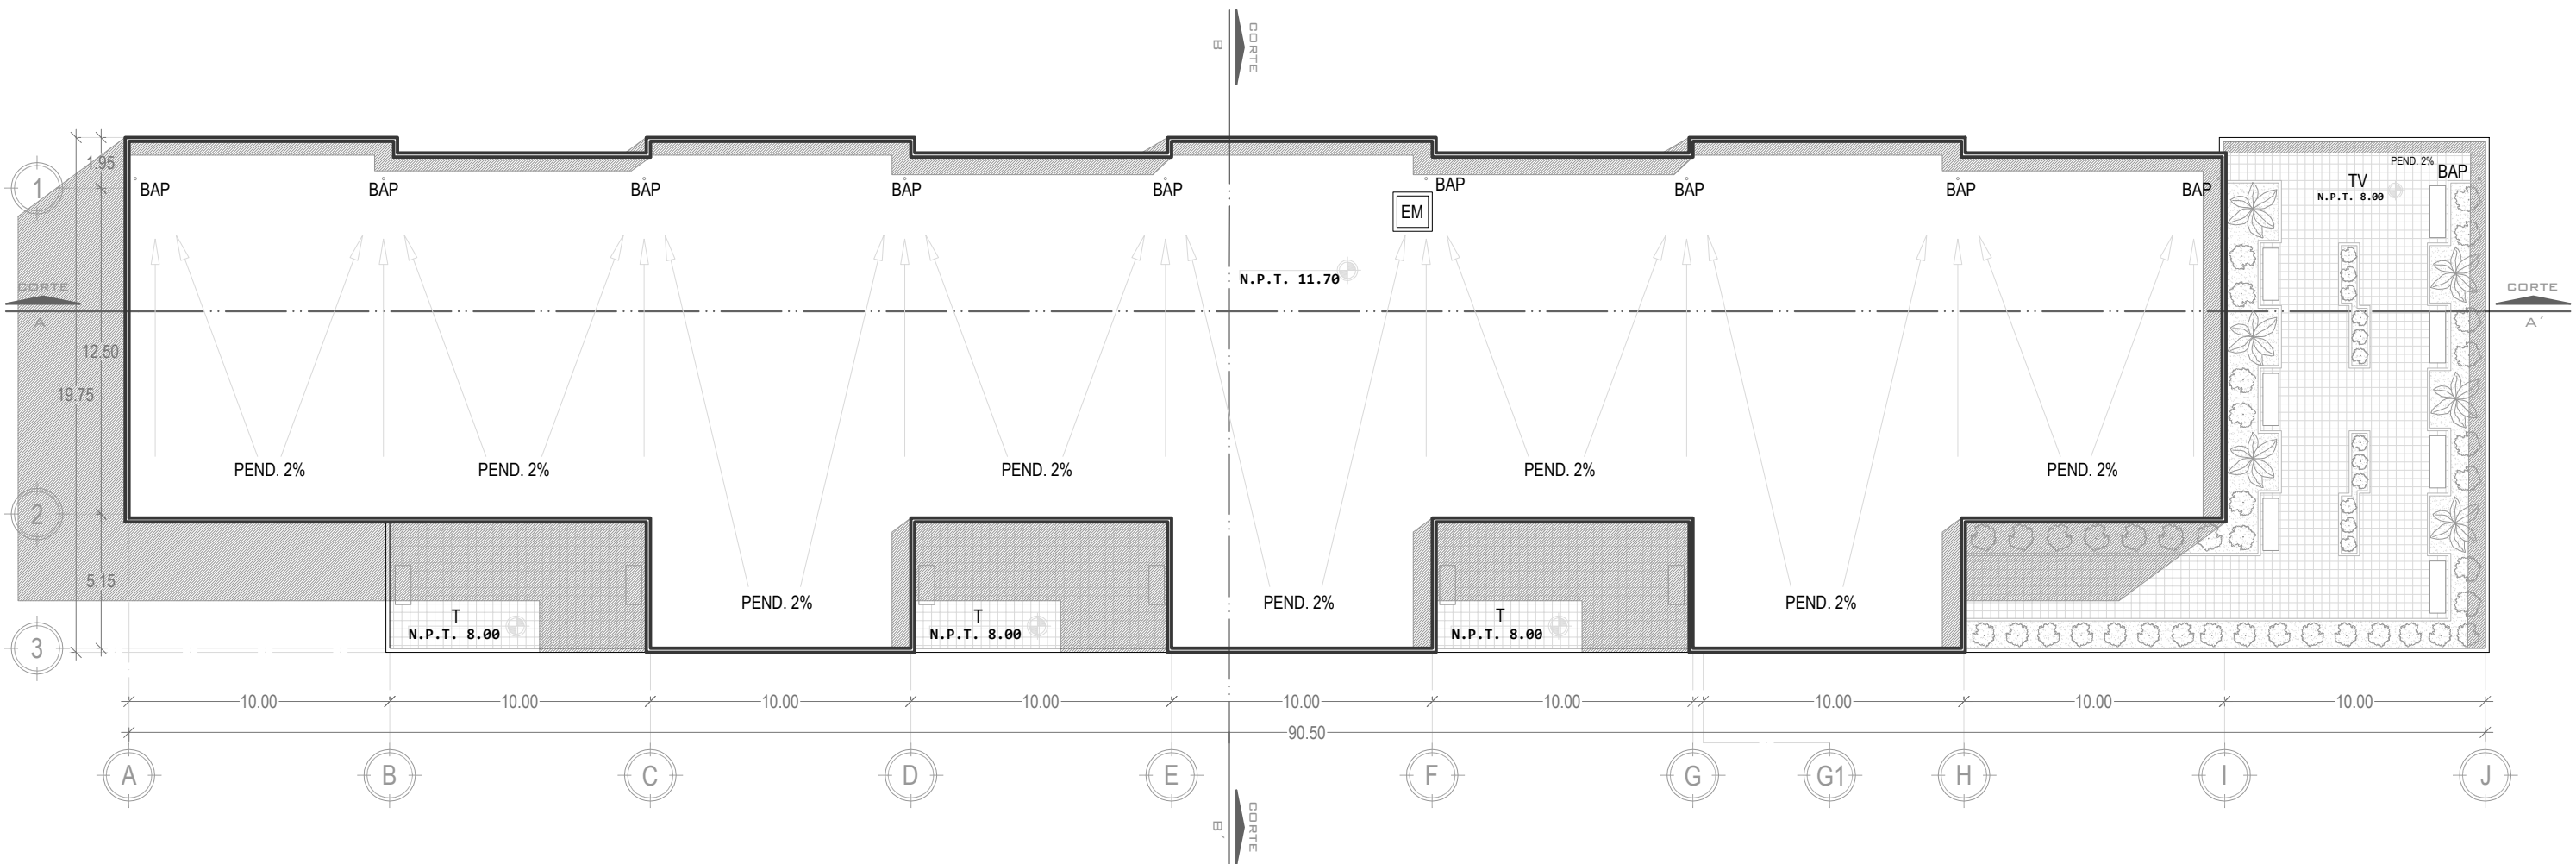 B
CORTE
1.95
1
BAP
BAP
BAP
BAP
BAP
BAP
BAP
BAP
BAP
PEND. 2%
BAP
TV
N.P.T. 8.00
EM
N.P.T. 11.70
CORTE
A
CORTE
A´
12.50
19.75
PEND. 2%
PEND. 2%
PEND. 2%
PEND. 2%
PEND. 2%
2
5.15
PEND. 2%
PEND. 2%
PEND. 2%
T
N.P.T. 8.00
T
N.P.T. 8.00
T
N.P.T. 8.00
3
10.00
10.00
10.00
10.00
10.00
10.00
10.00
10.00
10.00
90.50
A
B
C
D
E
F
G
G1
H
I
J
B´
CORTE